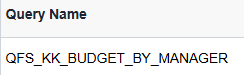 Query Name
QFS_KK_BUDGET_BY_MANAGER